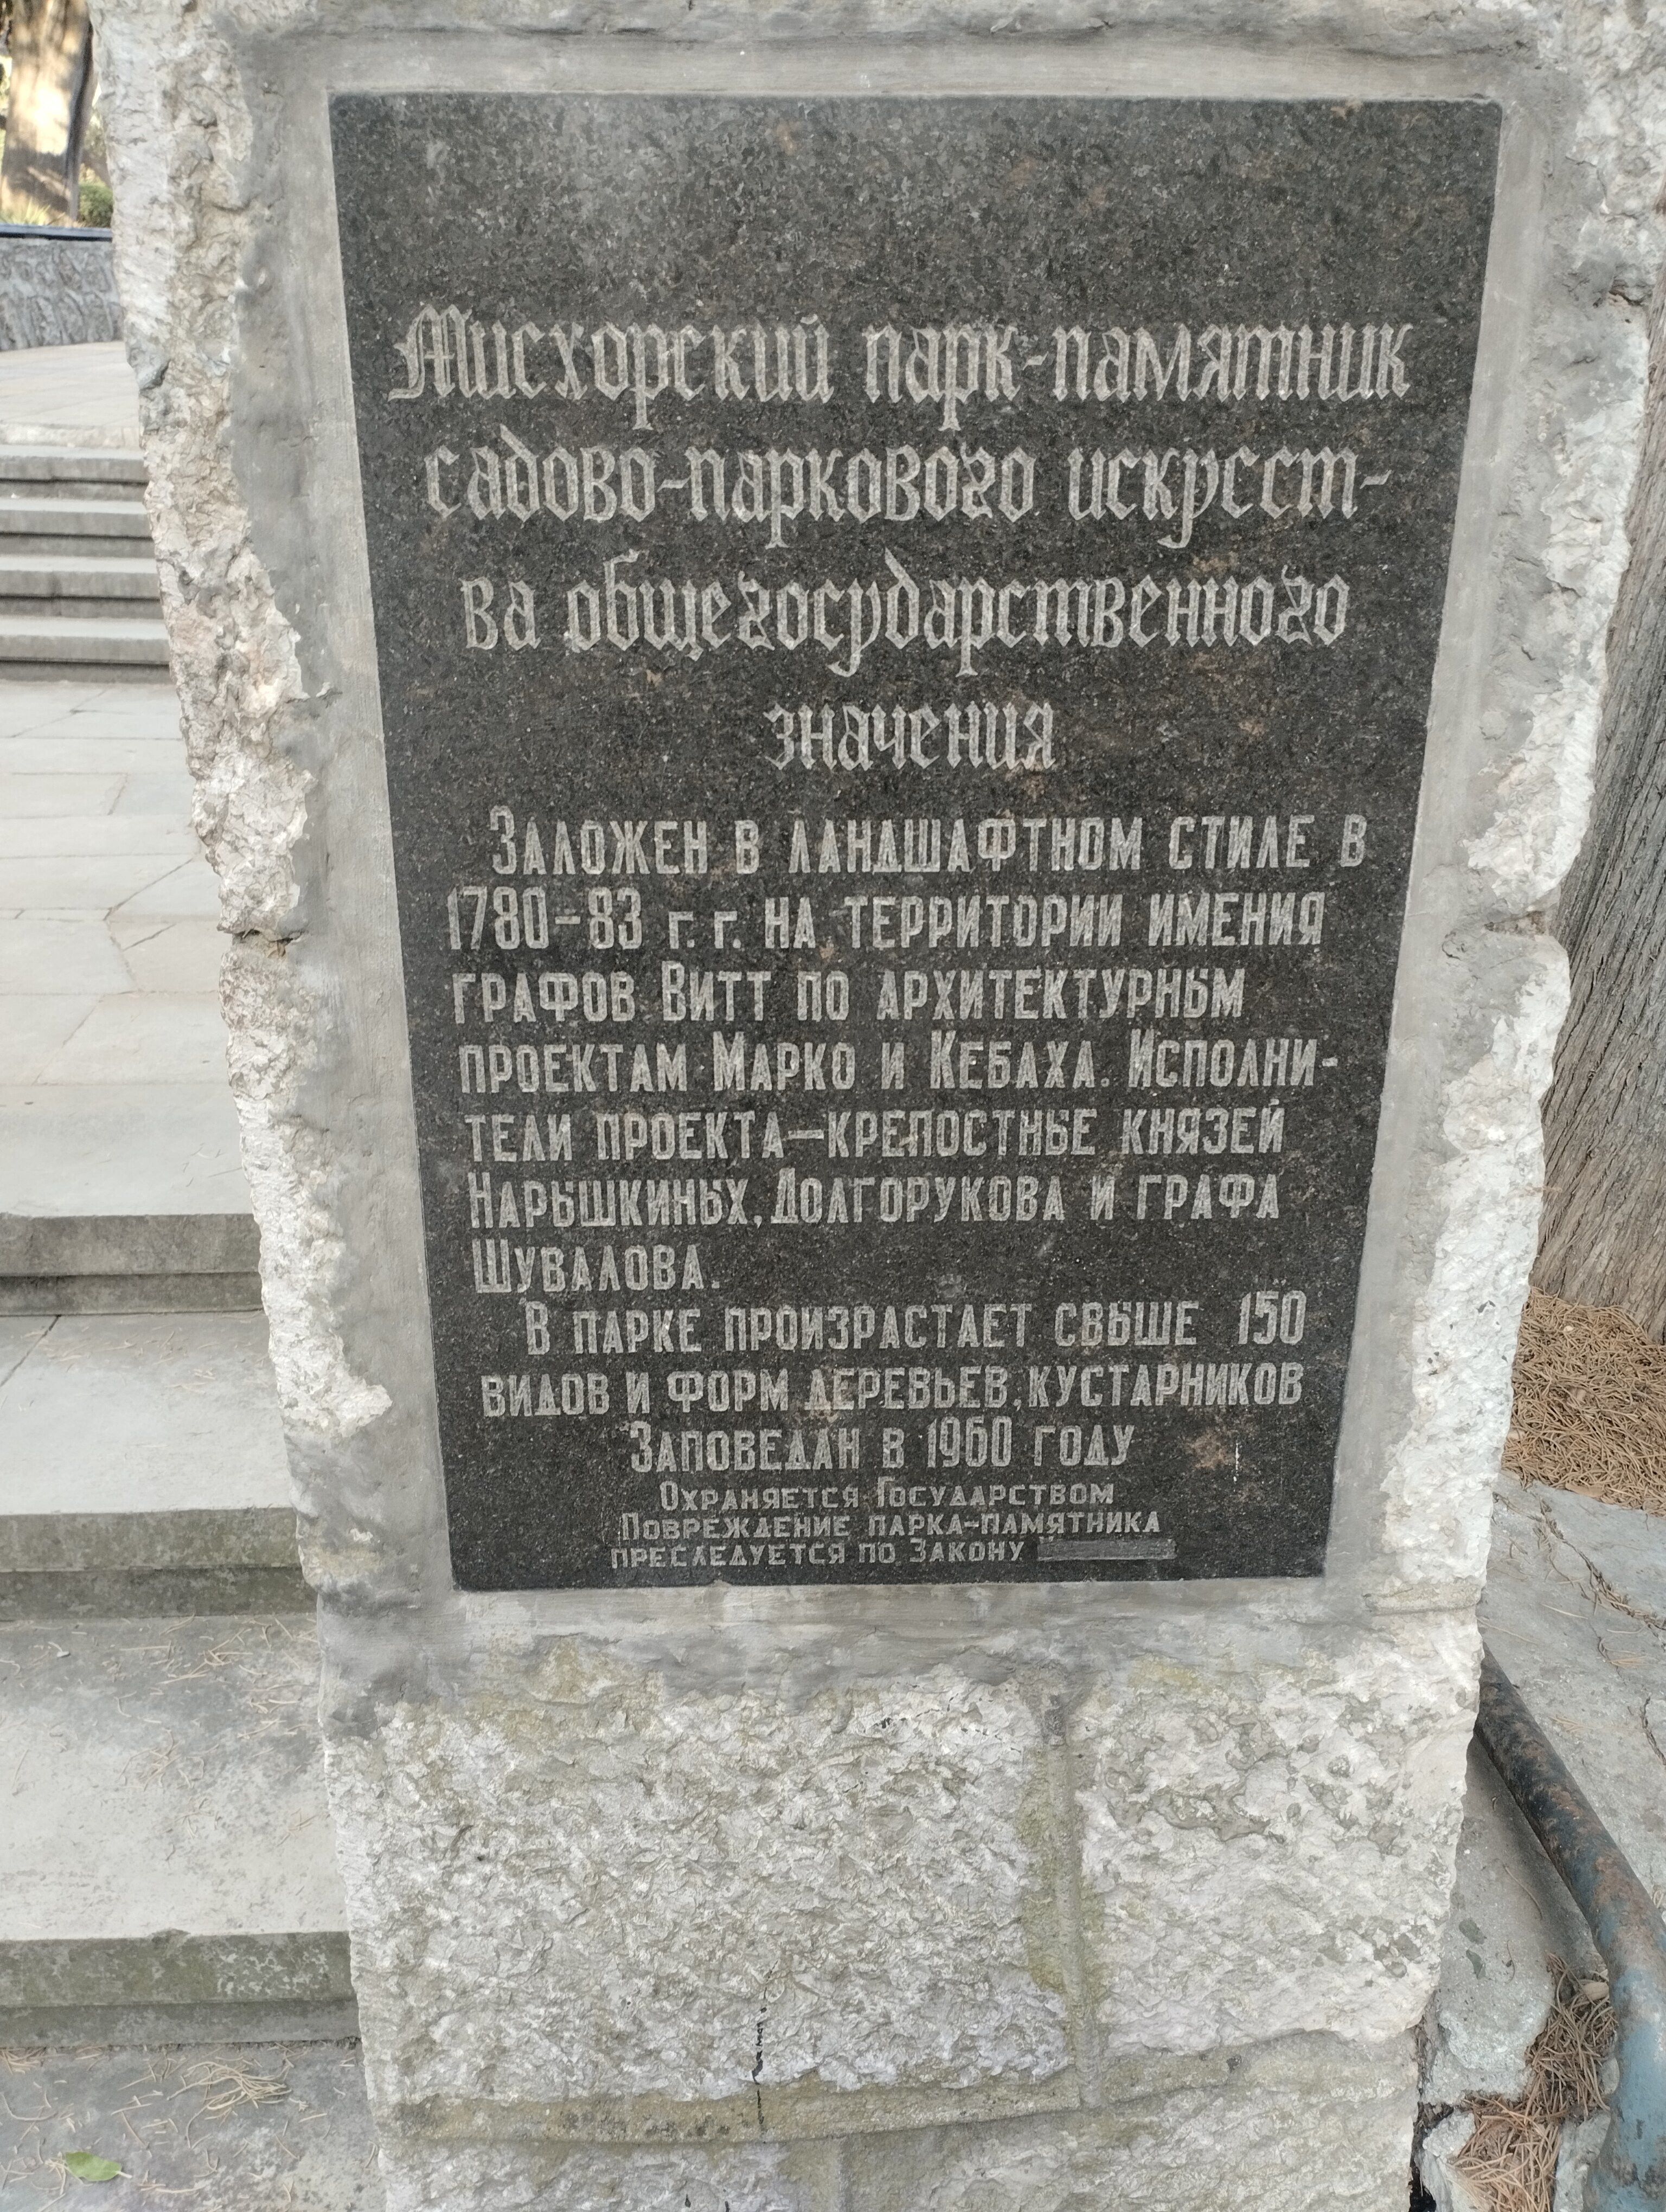 Мисхорский парк-памятник
садово-паркового искусст-
ва общегосударственного
значения
Заложен в ландшафтном стиле в
1780-83 г.г. на территории имения
графов Витт по архитектурным
проектам Марко и Кебаха. Исполни-
тели проекта—крепостные князей
Нарышкиных, Долгорукова и графа
Шувалова.
В парке произрастает свыше 150
видов и форм деревьев, кустарников
Заповедан в 1960 году
Охраняется Государством
Повреждение парка-памятника
преследуется по Закону